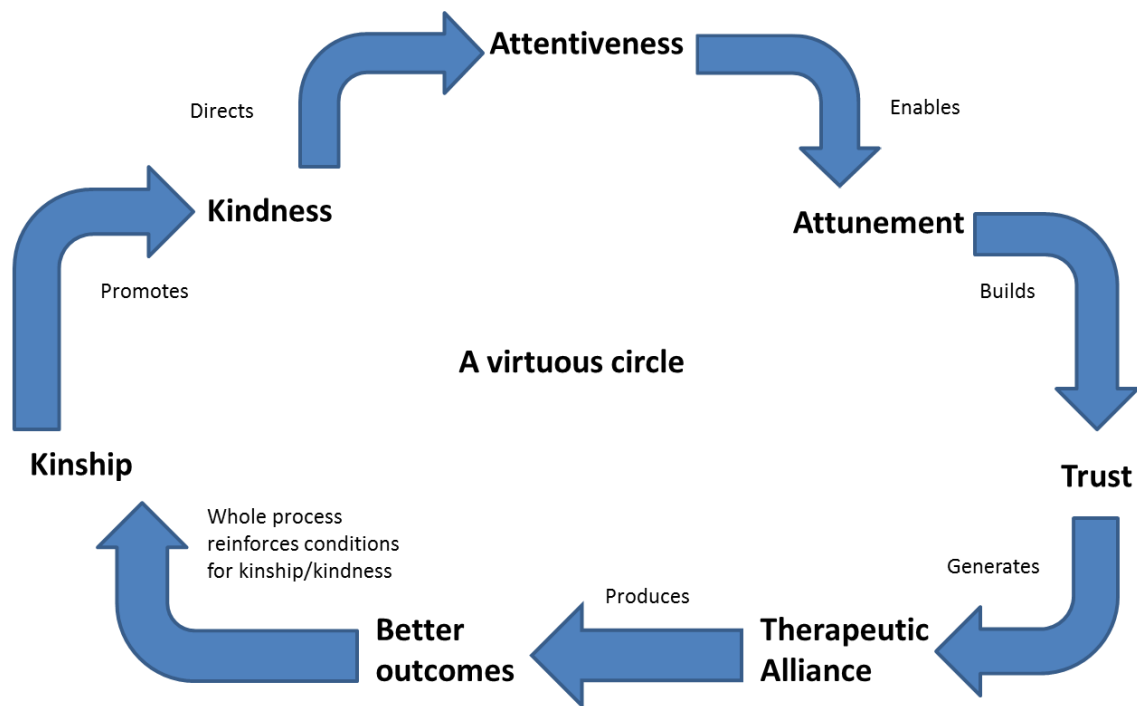 Attentiveness
Directs
Enables
Kindness
Attunement
Promotes
Builds
A virtuous circle
Kinship
Trust
Whole process
reinforces conditions
for kinship/kindness
Generates
Produces
Better
outcomes
Therapeutic
Alliance